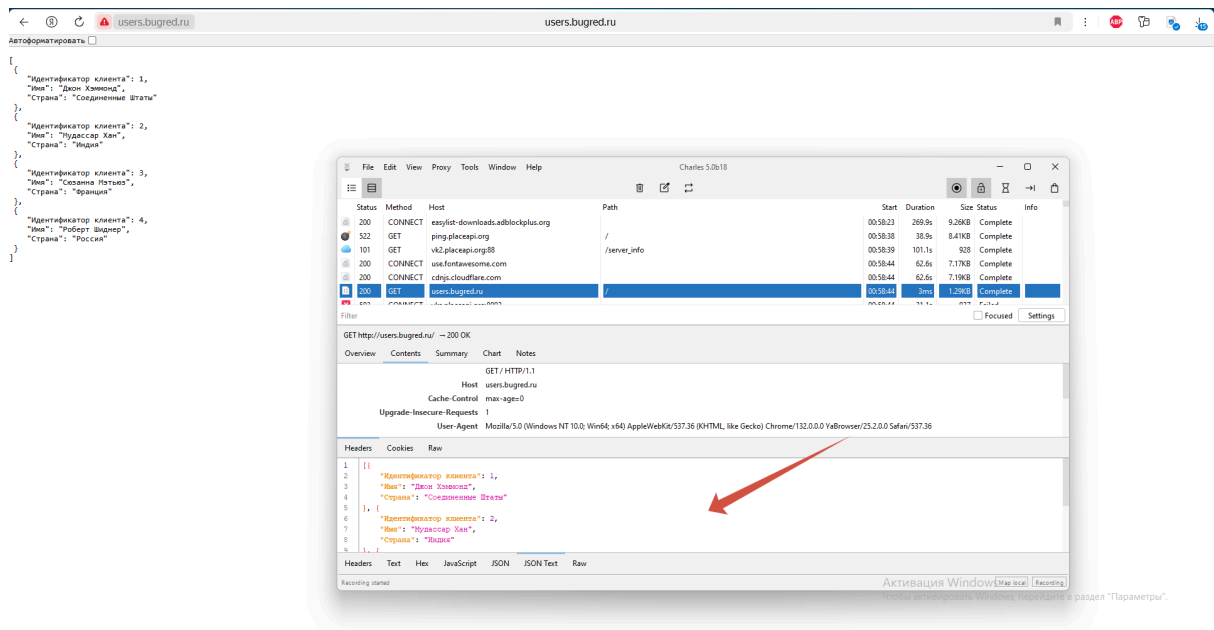 users.bugred.ru
users.bugred.ru
ABP
15
Автоформатировать
[
{
"Идентификатор клиента": 1,
"Имя": "Джон Хэммонд",
"Страна": "Соединенные Штаты"
},
{
"Идентификатор клиента": 2,
"Имя": "Мудассар Хан",
"Страна": "Индия"
},
{
"Идентификатор клиента": 3,
"Имя": "Сюзанна Мэтьюз",
"Страна": "Франция"
},
{
"Идентификатор клиента": 4,
"Имя": "Роберт Шиднер",
"Страна": "Россия"
}
]
File Edit View Proxy Tools Window Help Charles 5.0b18
Status Method Host Path Start Duration Size Status Info
200 CONNECT easylist-downloads.adblockplus.org 00:58:23 269.9s 9.26KB Complete
522 GET ping.placeapi.org / 00:58:38 38.9s 8.41KB Complete
101 GET vk2.placeapi.org:88 /server_info 00:58:39 101.1s 928 Complete
200 CONNECT use.fontawesome.com 00:58:44 62.6s 7.17KB Complete
200 CONNECT cdnjs.cloudflare.com 00:58:44 62.6s 7.19KB Complete
200 GET users.bugred.ru / 00:58:44 3ms 1.29KB Complete
Filter Focused Settings
GET http://users.bugred.ru/ → 200 OK
Overview Contents Summary Chart Notes
GET / HTTP/1.1
Host users.bugred.ru
Cache-Control max-age=0
Upgrade-Insecure-Requests 1
User-Agent Mozilla/5.0 (Windows NT 10.0; Win64; x64) AppleWebKit/537.36 (KHTML, like Gecko) Chrome/132.0.0.0 YaBrowser/25.2.0.0 Safari/537.36
Headers Cookies Raw
1 [{
2 "Идентификатор клиента": 1,
3 "Имя": "Джон Хэммонд",
4 "Страна": "Соединенные Штаты"
5 }, {
6 "Идентификатор клиента": 2,
7 "Имя": "Мудассар Хан",
8 "Страна": "Индия"
9 }, {
Headers Text Hex JavaScript JSON JSON Text Raw
Recording started Map local Recording
Активация Windows
Чтобы активировать Windows, перейдите в раздел "Параметры".